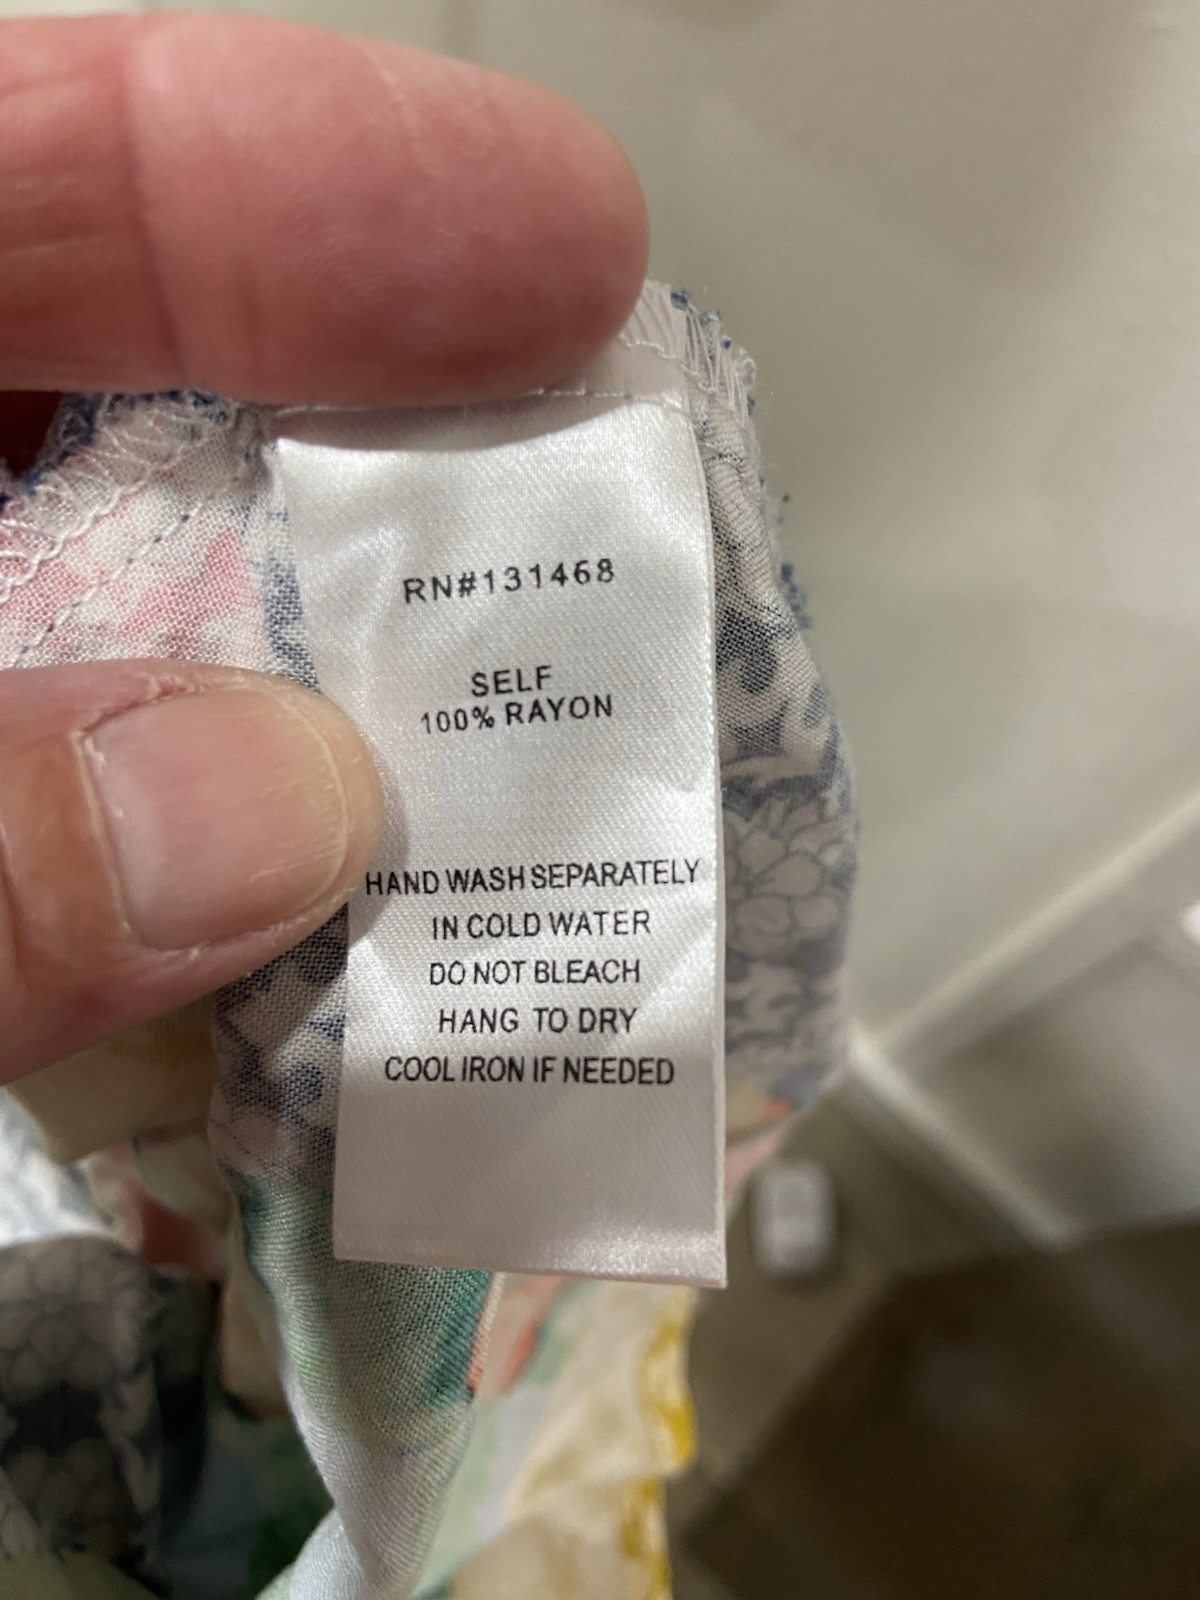 RN#131468
SELF
100% RAYON
HAND WASH SEPARATELY
IN COLD WATER
DO NOT BLEACH
HANG TO DRY
COOL IRON IF NEEDED